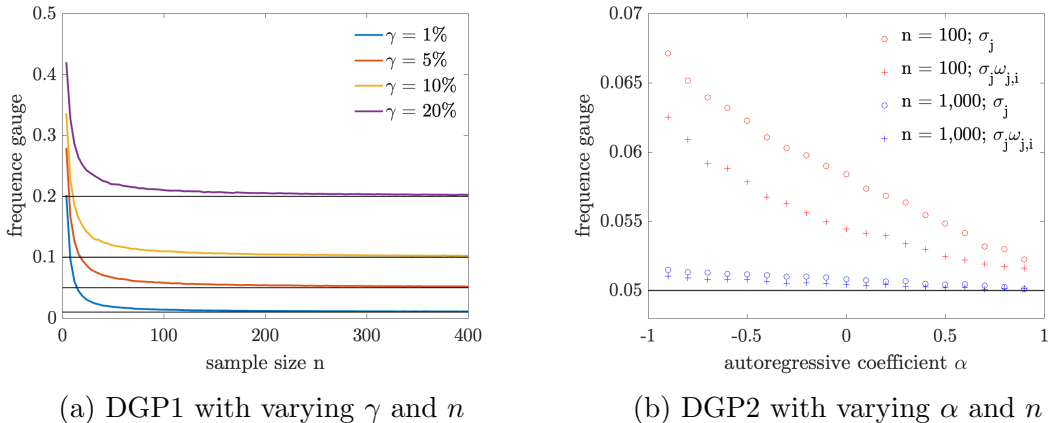 0.5
0.4
0.3
0.2
0.1
0
frequence gauge
0
100
200
300
400
sample size n
γ = 1%
γ = 5%
γ = 10%
γ = 20%
(a) DGP1 with varying γ and n
0.07
0.065
0.06
0.055
0.05
frequence gauge
-1
-0.5
0
0.5
1
autoregressive coefficient α
n = 100; σj
n = 100; σjωj,i
n = 1,000; σj
n = 1,000; σjωj,i
(b) DGP2 with varying α and n